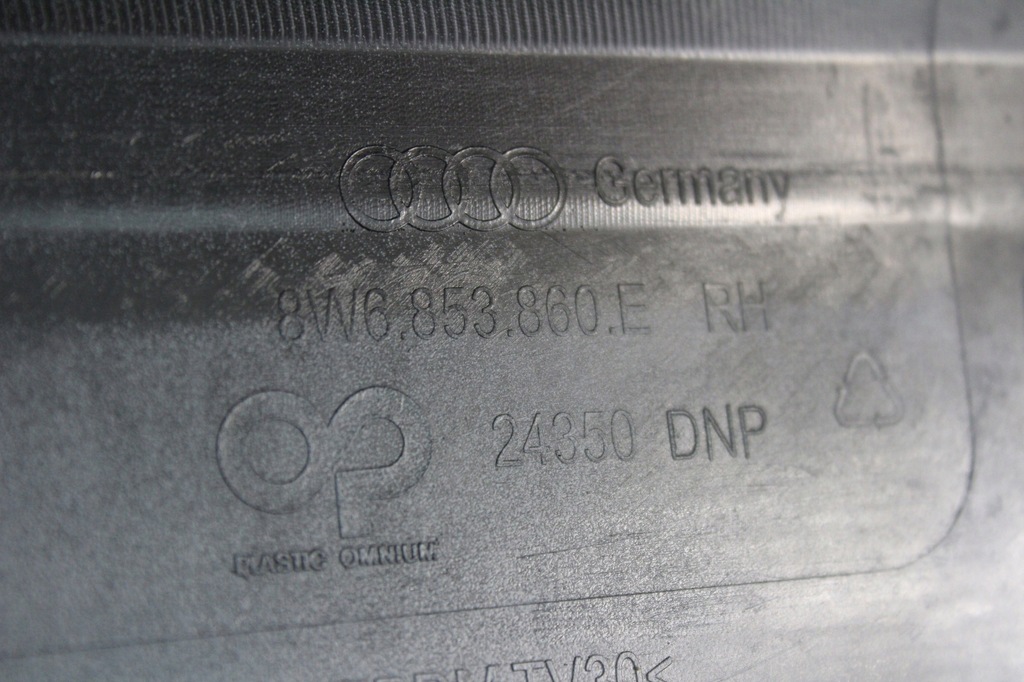 Germany
8W6.853.860.E RH
24350 DNP
PLASTIC OMNIUM